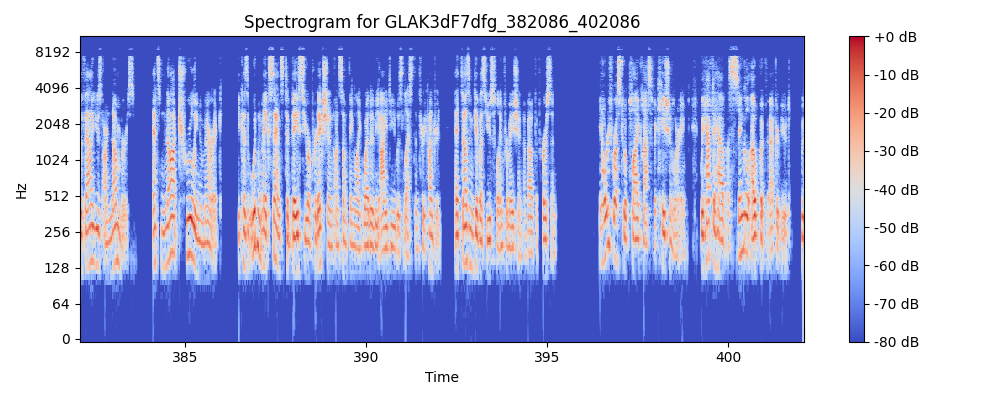 Spectrogram for GLAK3dF7dfg_382086_402086
8192
4096
2048
1024
512
256
128
64
0
Hz
385
390
395
400
Time
+0 dB
-10 dB
-20 dB
-30 dB
-40 dB
-50 dB
-60 dB
-70 dB
-80 dB